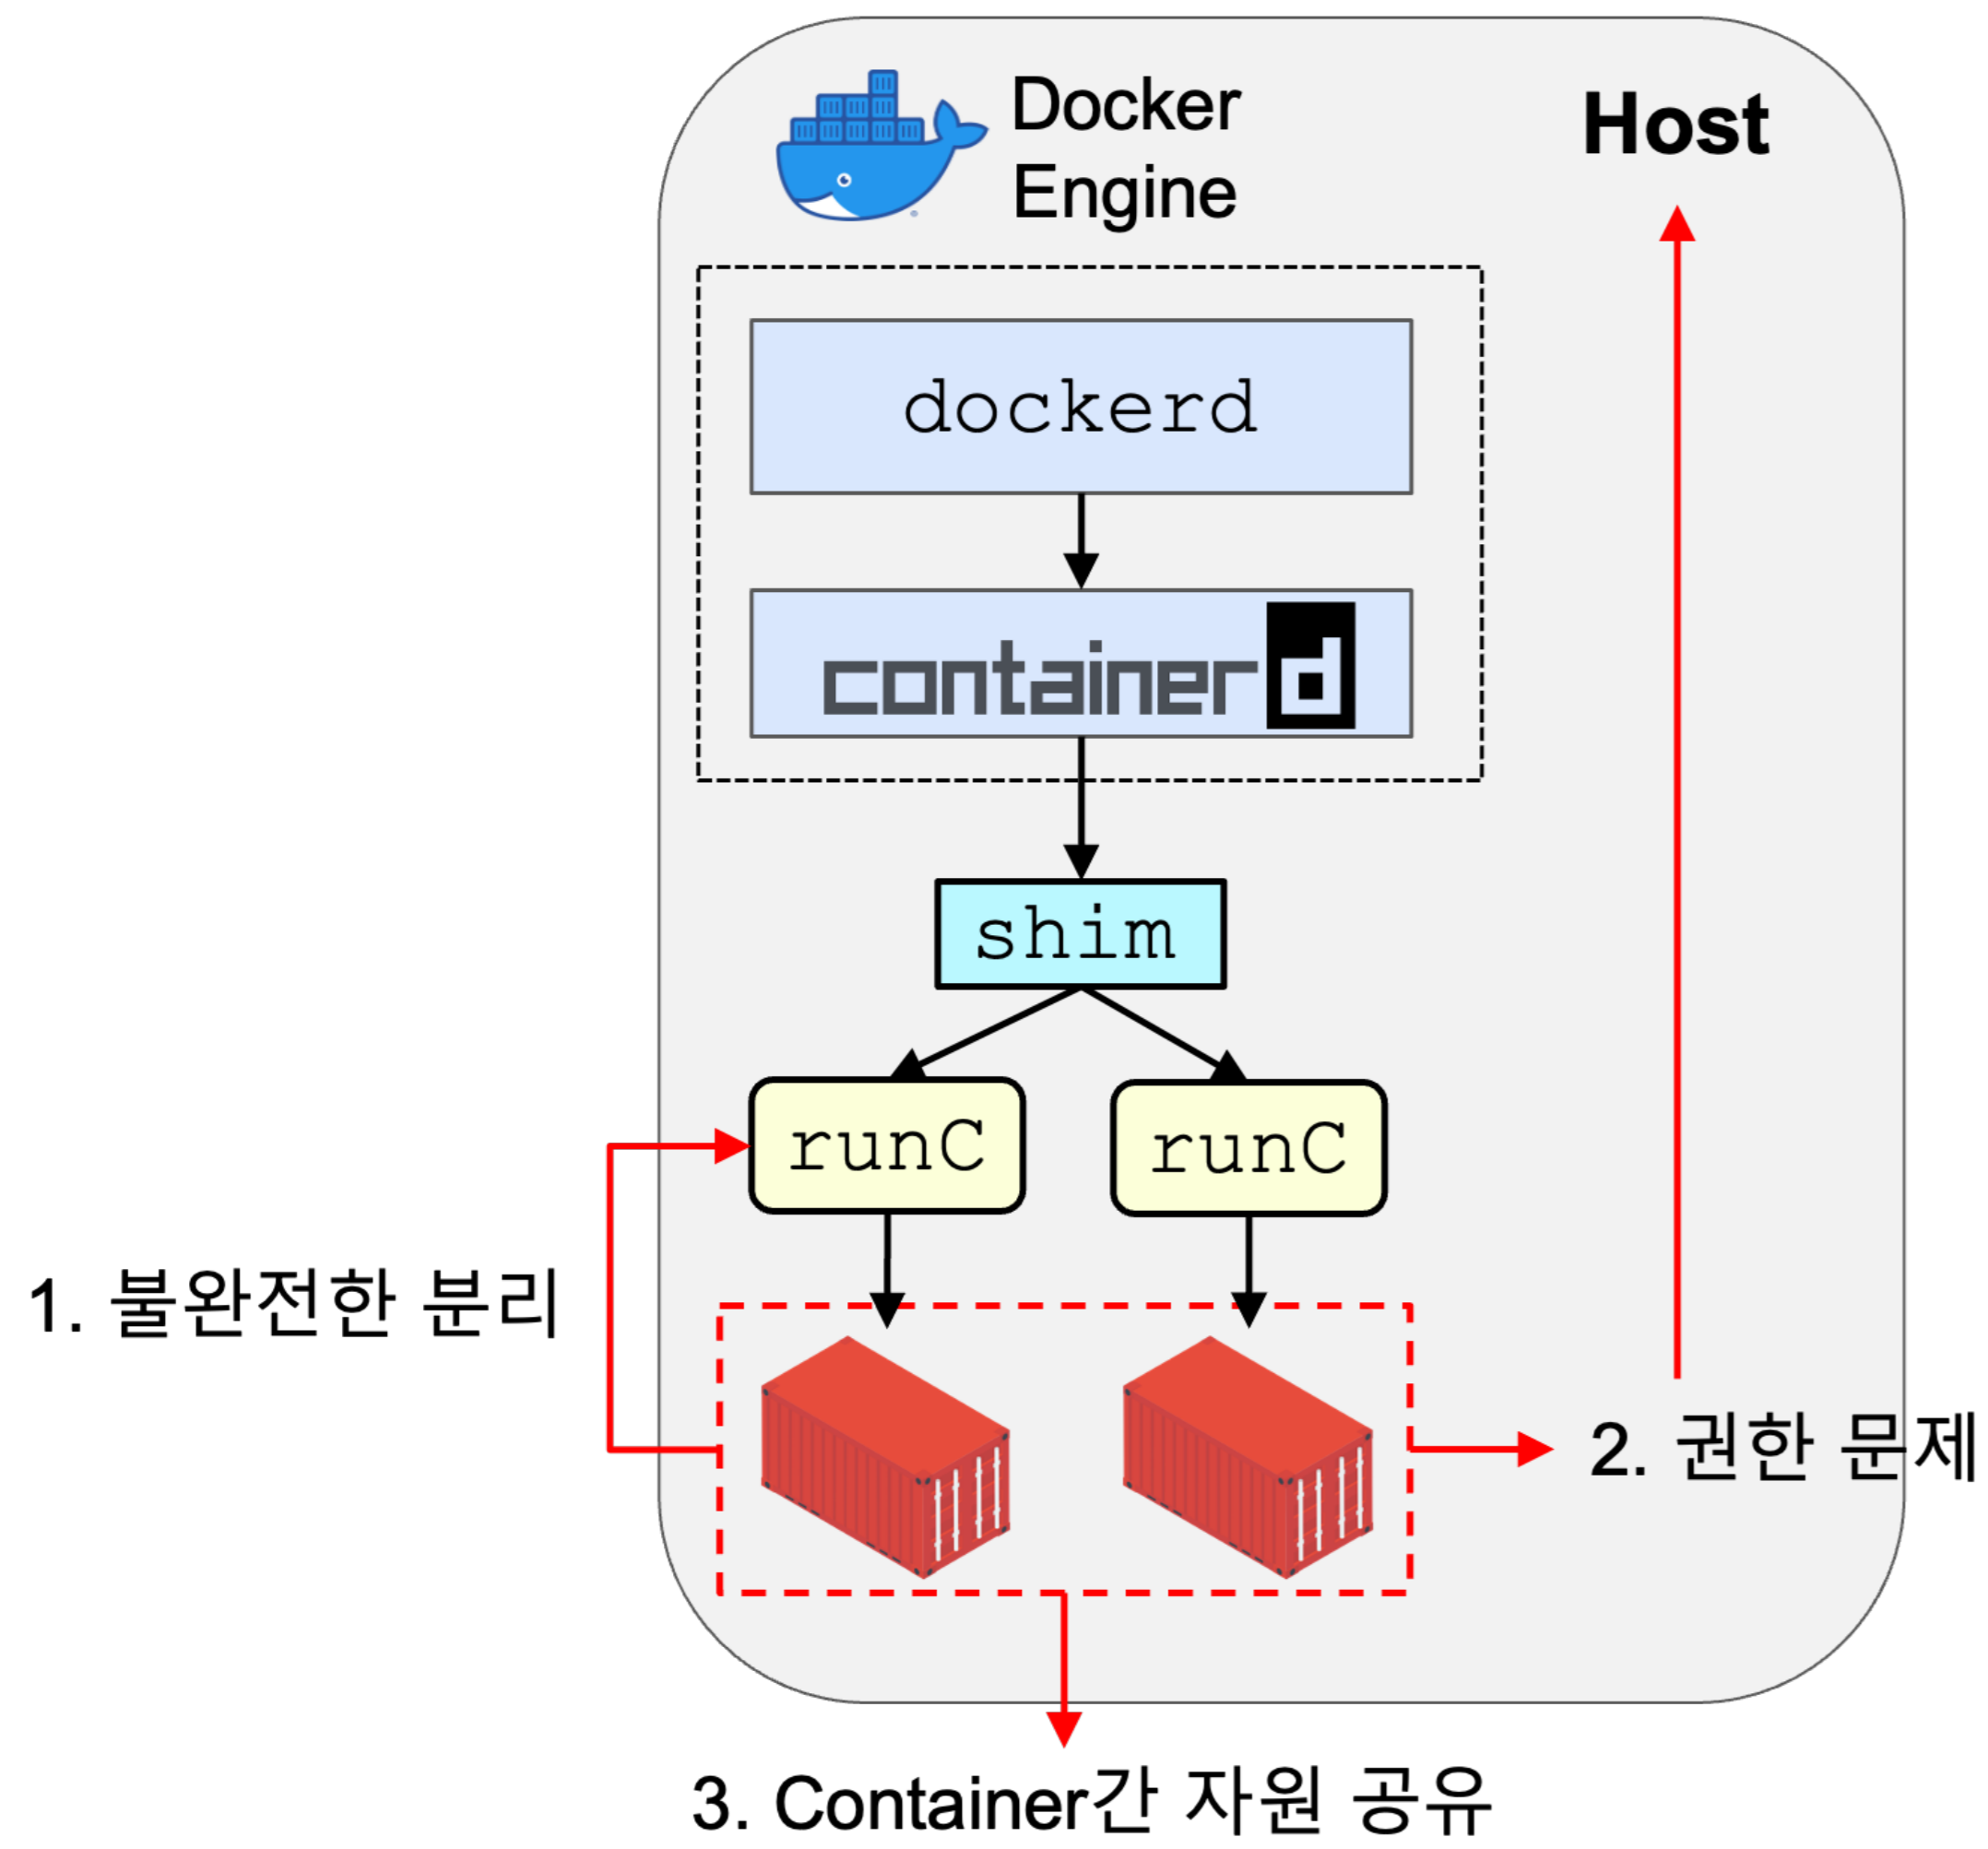 Docker
Engine
Host
dockerd
containerd
shim
runC
runC
1. 불완전한 분리
2. 권한 문제
3. Container간 자원 공유